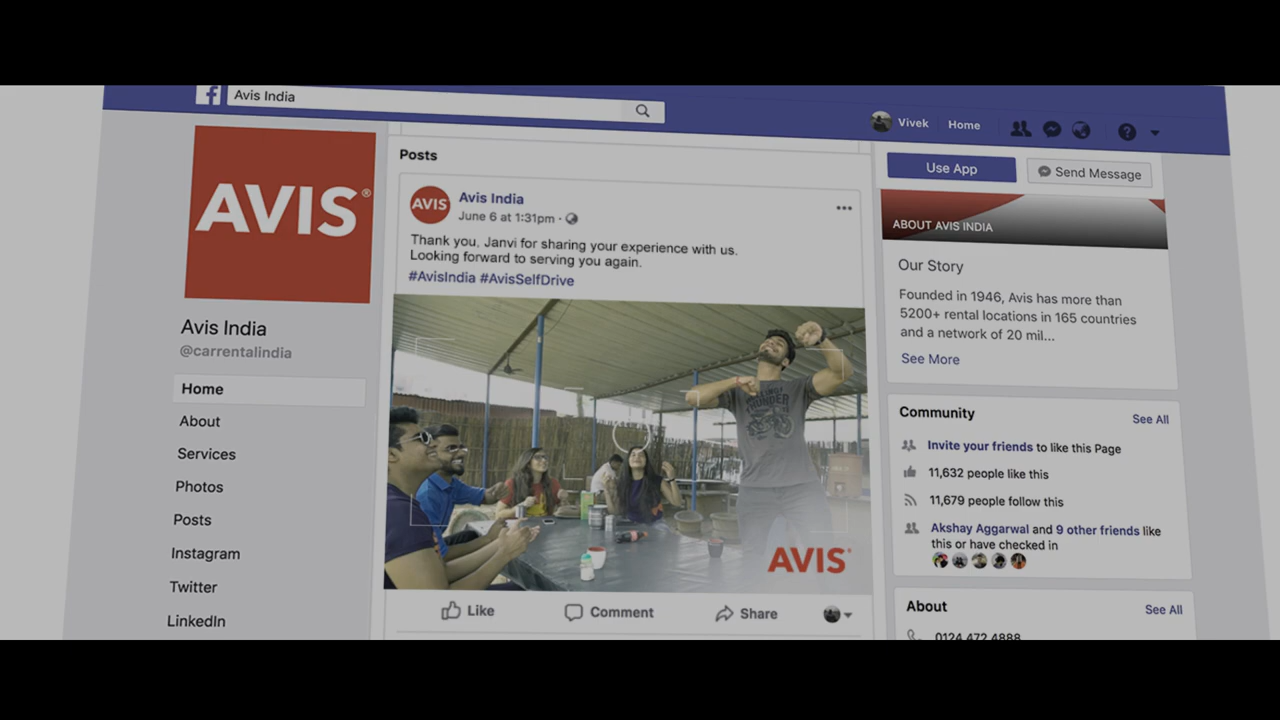 Avis India
Vivek
Home
AVIS®
Avis India
@carrentalindia
Home
About
Services
Photos
Posts
Instagram
Twitter
LinkedIn
Posts
AVIS
Avis India
June 6 at 1:31pm ·
Thank you, Janvi for sharing your experience with us.
Looking forward to serving you again.
#AvisIndia #AvisSelfDrive
THUNDER
AVIS®
Like
Comment
Share
Use App
Send Message
ABOUT AVIS INDIA
Our Story
Founded in 1946, Avis has more than
5200+ rental locations in 165 countries
and a network of 20 mil...
See More
Community
See All
Invite your friends to like this Page
11,632 people like this
11,679 people follow this
Akshay Aggarwal and 9 other friends like
this or have checked in
About
See All
0124 472 4888